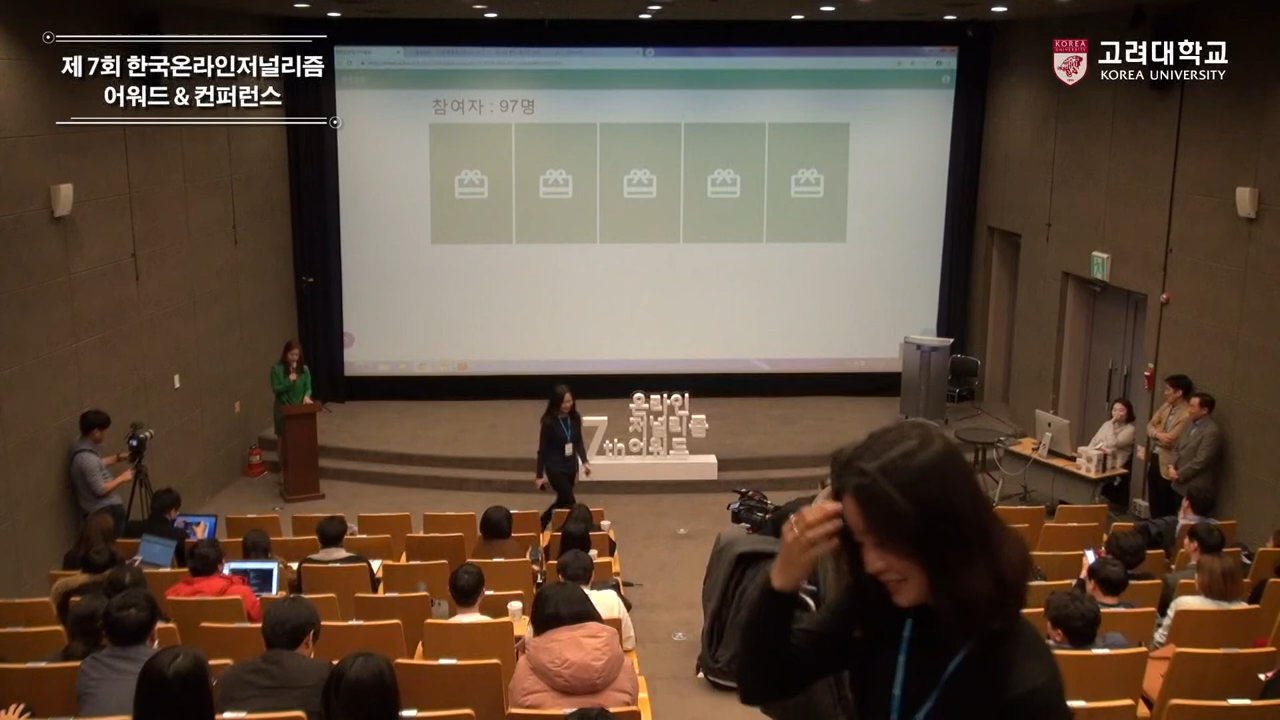 제 7회 한국온라인저널리즘
어워드 & 컨퍼런스
KOREA
고려대학교
KOREA UNIVERSITY
참여자 : 97명
온라인
저널리즘
7th 어워드